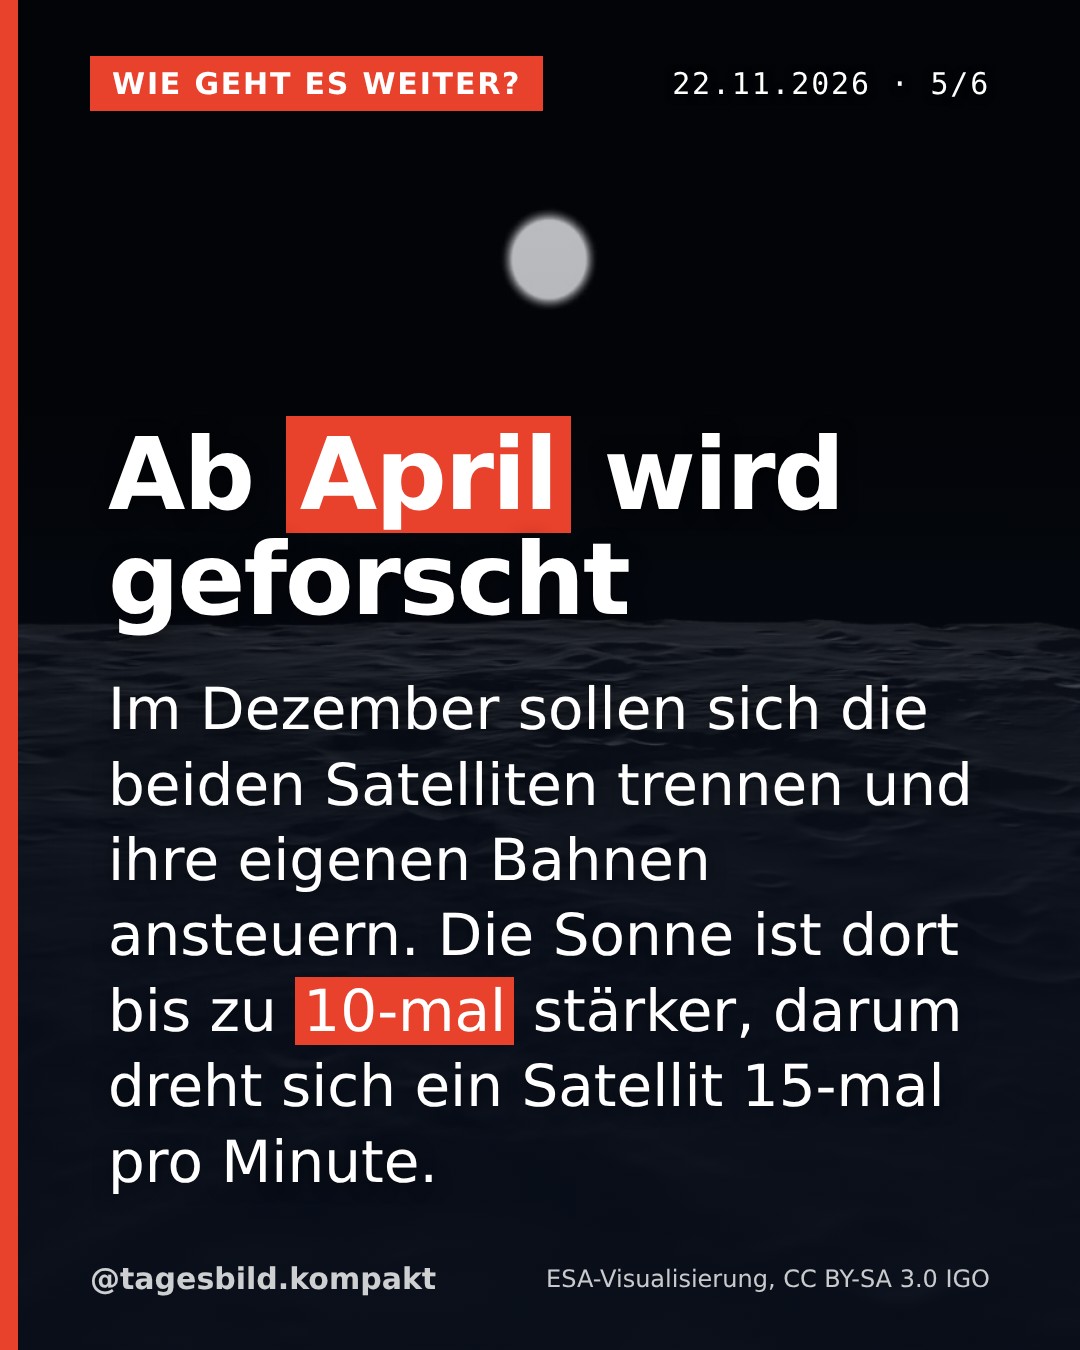 WIE GEHT ES WEITER?
22.11.2026 · 5/6
Ab April wird
geforscht
Im Dezember sollen sich die
beiden Satelliten trennen und
ihre eigenen Bahnen
ansteuern. Die Sonne ist dort
bis zu 10-mal stärker, darum
dreht sich ein Satellit 15-mal
pro Minute.
@tagesbild.kompakt
ESA-Visualisierung, CC BY-SA 3.0 IGO